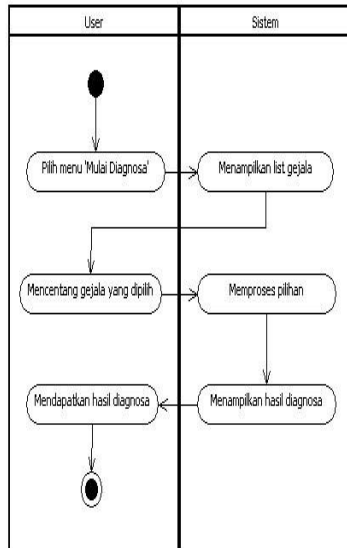 User
Sistem
Pilih menu 'Mulai Diagnosa'
Menampilkan list gejala
Mencentang gejala yang dipilih
Memproses pilihan
Menampilkan hasil diagnosa
Mendapatkan hasil diagnosa